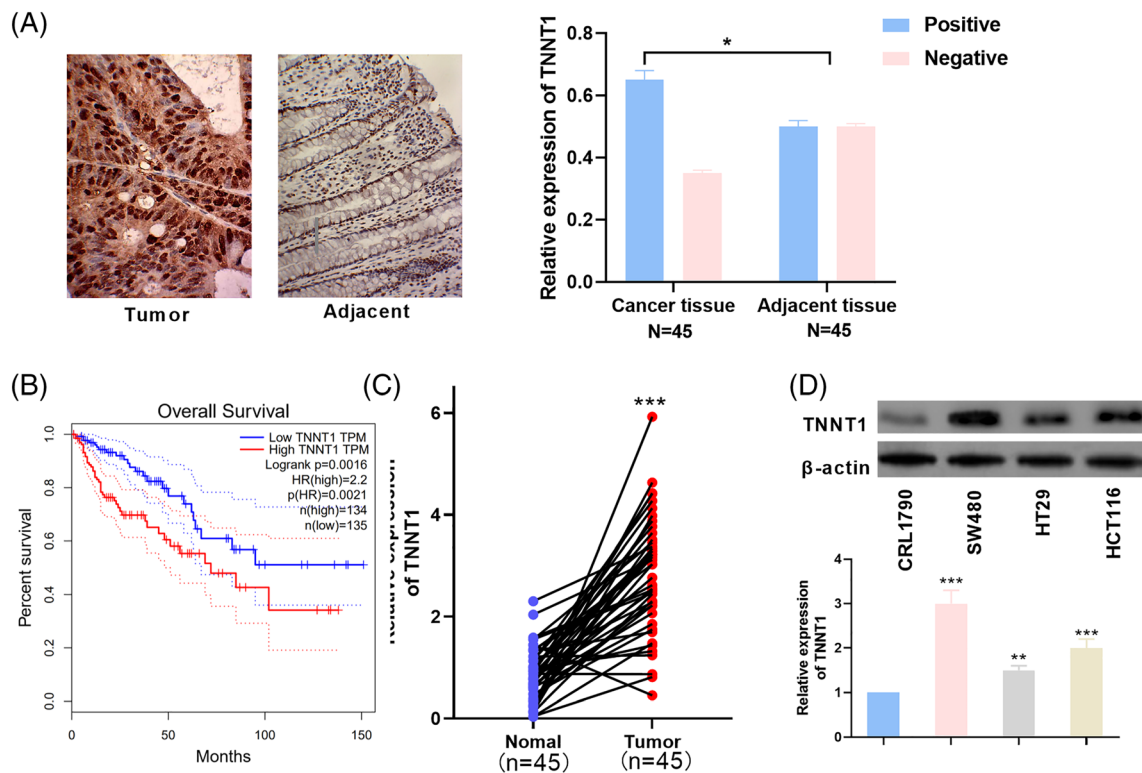 (A)
Tumor
Adjacent
Relative expression of TNNT1
0.8
0.6
0.4
0.2
0.0
*
Positive
Negative
Cancer tissue
N=45
Adjacent tissue
N=45
(B)
Overall Survival
Low TNNT1 TPM
High TNNT1 TPM
Logrank p=0.0016
HR(high)=2.2
p(HR)=0.0021
n(high)=134
n(low)=135
Percent survival
1.0
0.8
0.6
0.4
0.2
0.0
0 50 100 150
Months
(C)
Relative expression
of TNNT1
6
4
2
0
***
Nomal
(n=45)
Tumor
(n=45)
(D)
TNNT1
β-actin
CRL1790
SW480
HT29
HCT116
Relative expression
of TNNT1
4
3
2
1
0
***
**
***